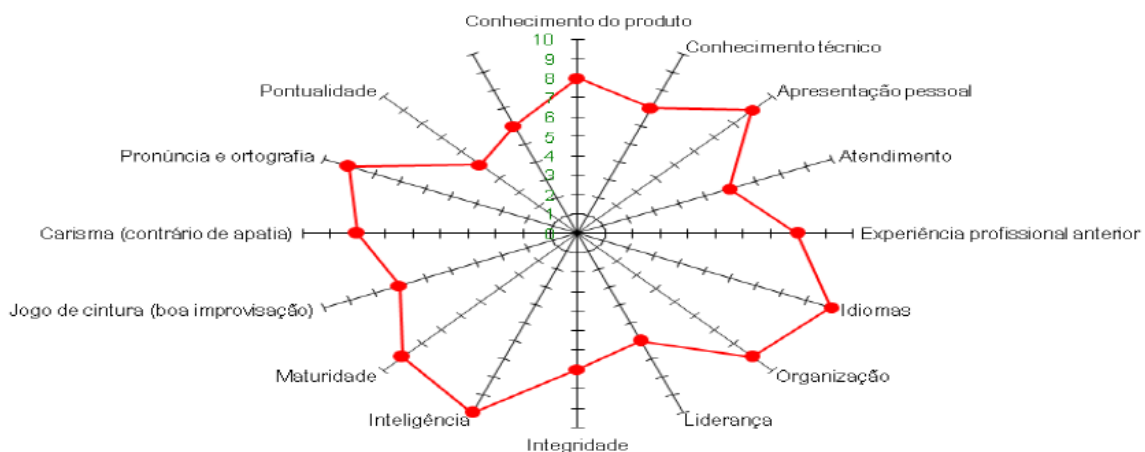 Conhecimento do produto
10
9
8
7
6
5
4
3
2
1
0
Conhecimento técnico
Apresentação pessoal
Atendimento
Experiência profissional anterior
Idiomas
Organização
Liderança
Integridade
Inteligência
Maturidade
Jogo de cintura (boa improvisação)
Carisma (contrário de apatia)
Pronúncia e ortografia
Pontualidade